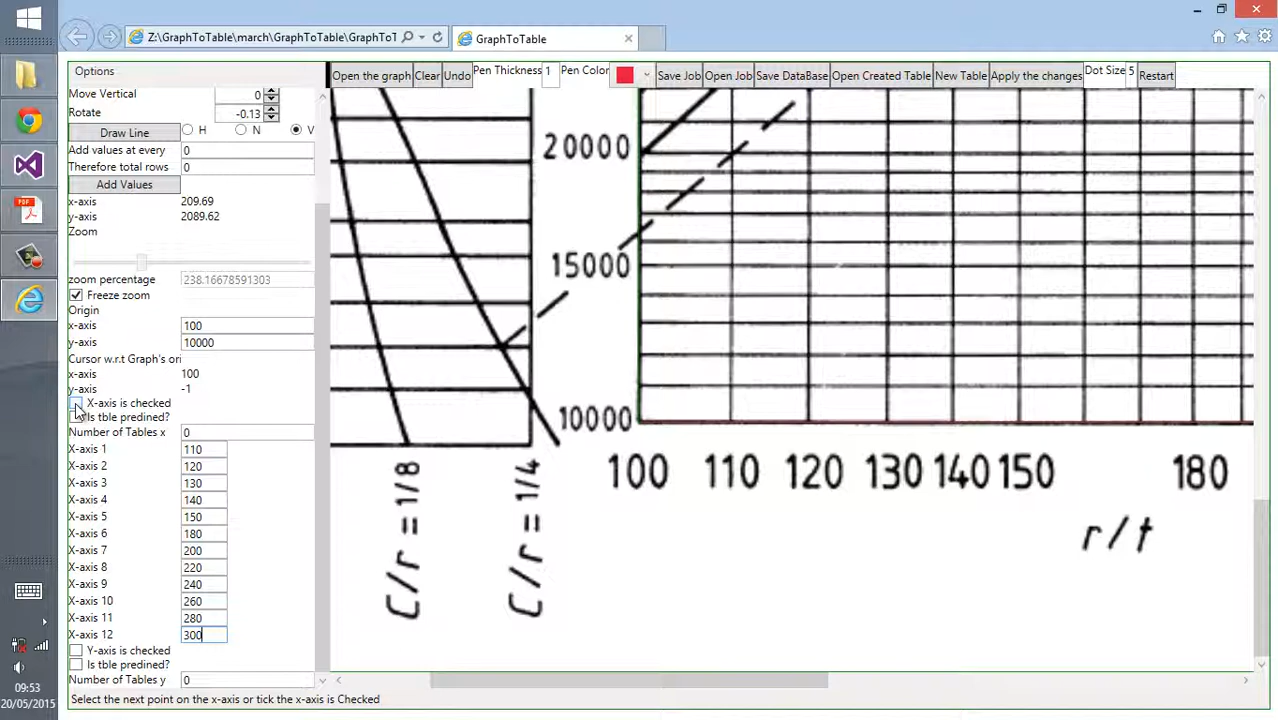 Z:\GraphToTable\march\GraphToTable\GraphToT
GraphToTable
Options
Open the graph Clear Undo Pen Thickness 1 Pen Color Save Job Open Job Save DataBase Open Created Table New Table Apply the changes Dot Size 5 Restart
Move Vertical 0
Rotate -0.13
Draw Line H N V
Add values at every 0
Therefore total rows 0
Add Values
x-axis 209.69
y-axis 2089.62
Zoom
zoom percentage 238.16678591303
Freeze zoom
Origin
x-axis 100
y-axis 10000
Cursor w.r.t Graph's ori
x-axis 100
y-axis -1
X-axis is checked
Is tble predined?
Number of Tables x 0
X-axis 1 110
X-axis 2 120
X-axis 3 130
X-axis 4 140
X-axis 5 150
X-axis 6 180
X-axis 7 200
X-axis 8 220
X-axis 9 240
X-axis 10 260
X-axis 11 280
X-axis 12 300
Y-axis is checked
Is tble predined?
Number of Tables y 0
Select the next point on the x-axis or tick the x-axis is Checked
20000
15000
10000
100 110 120 130 140 150 180
r/t
C/r = 1/8
C/r = 1/4
PDF
09:53
20/05/2015